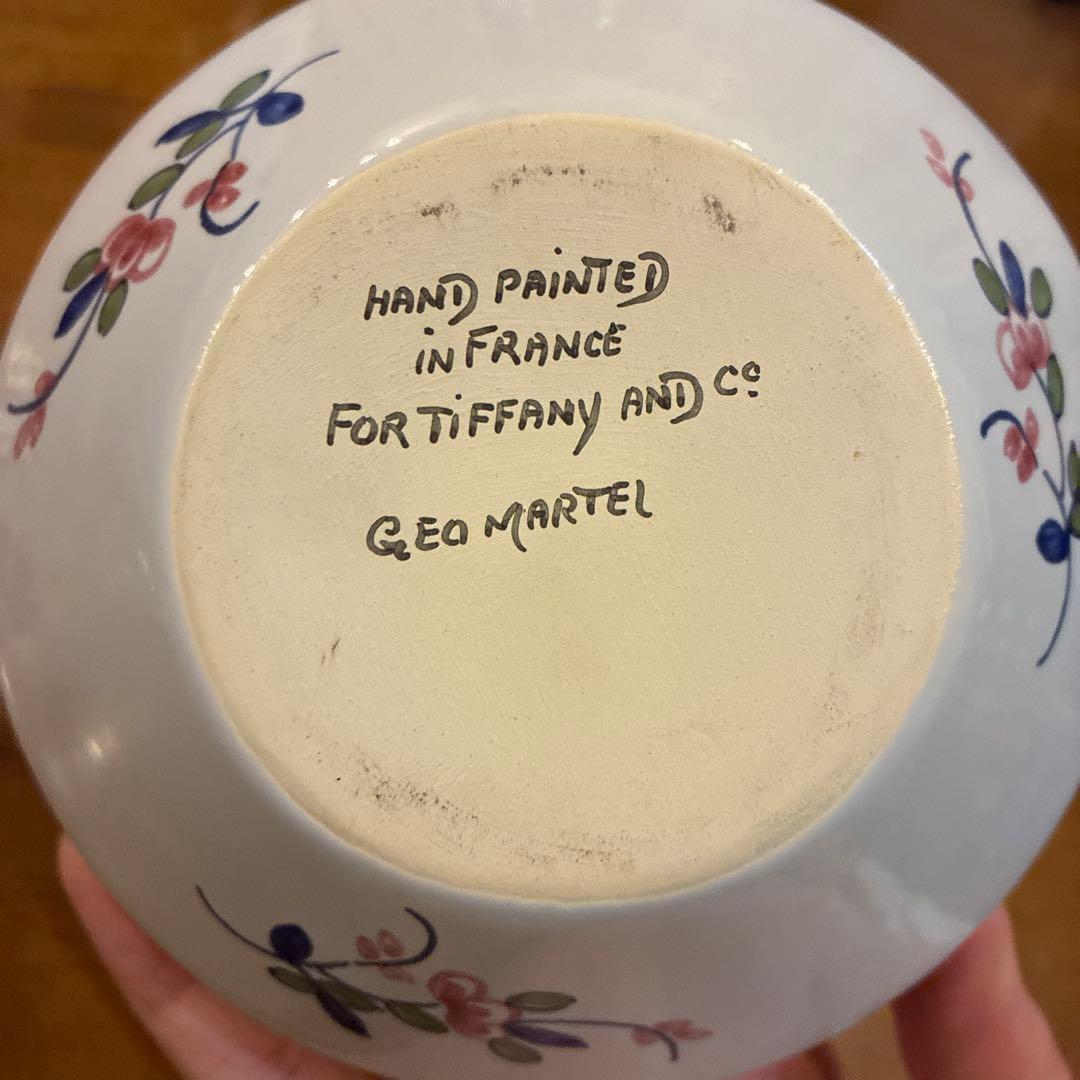 HAND PAiNTED
iN FRANCE
FOR TiFFANY AND Co
GEO MARTEL